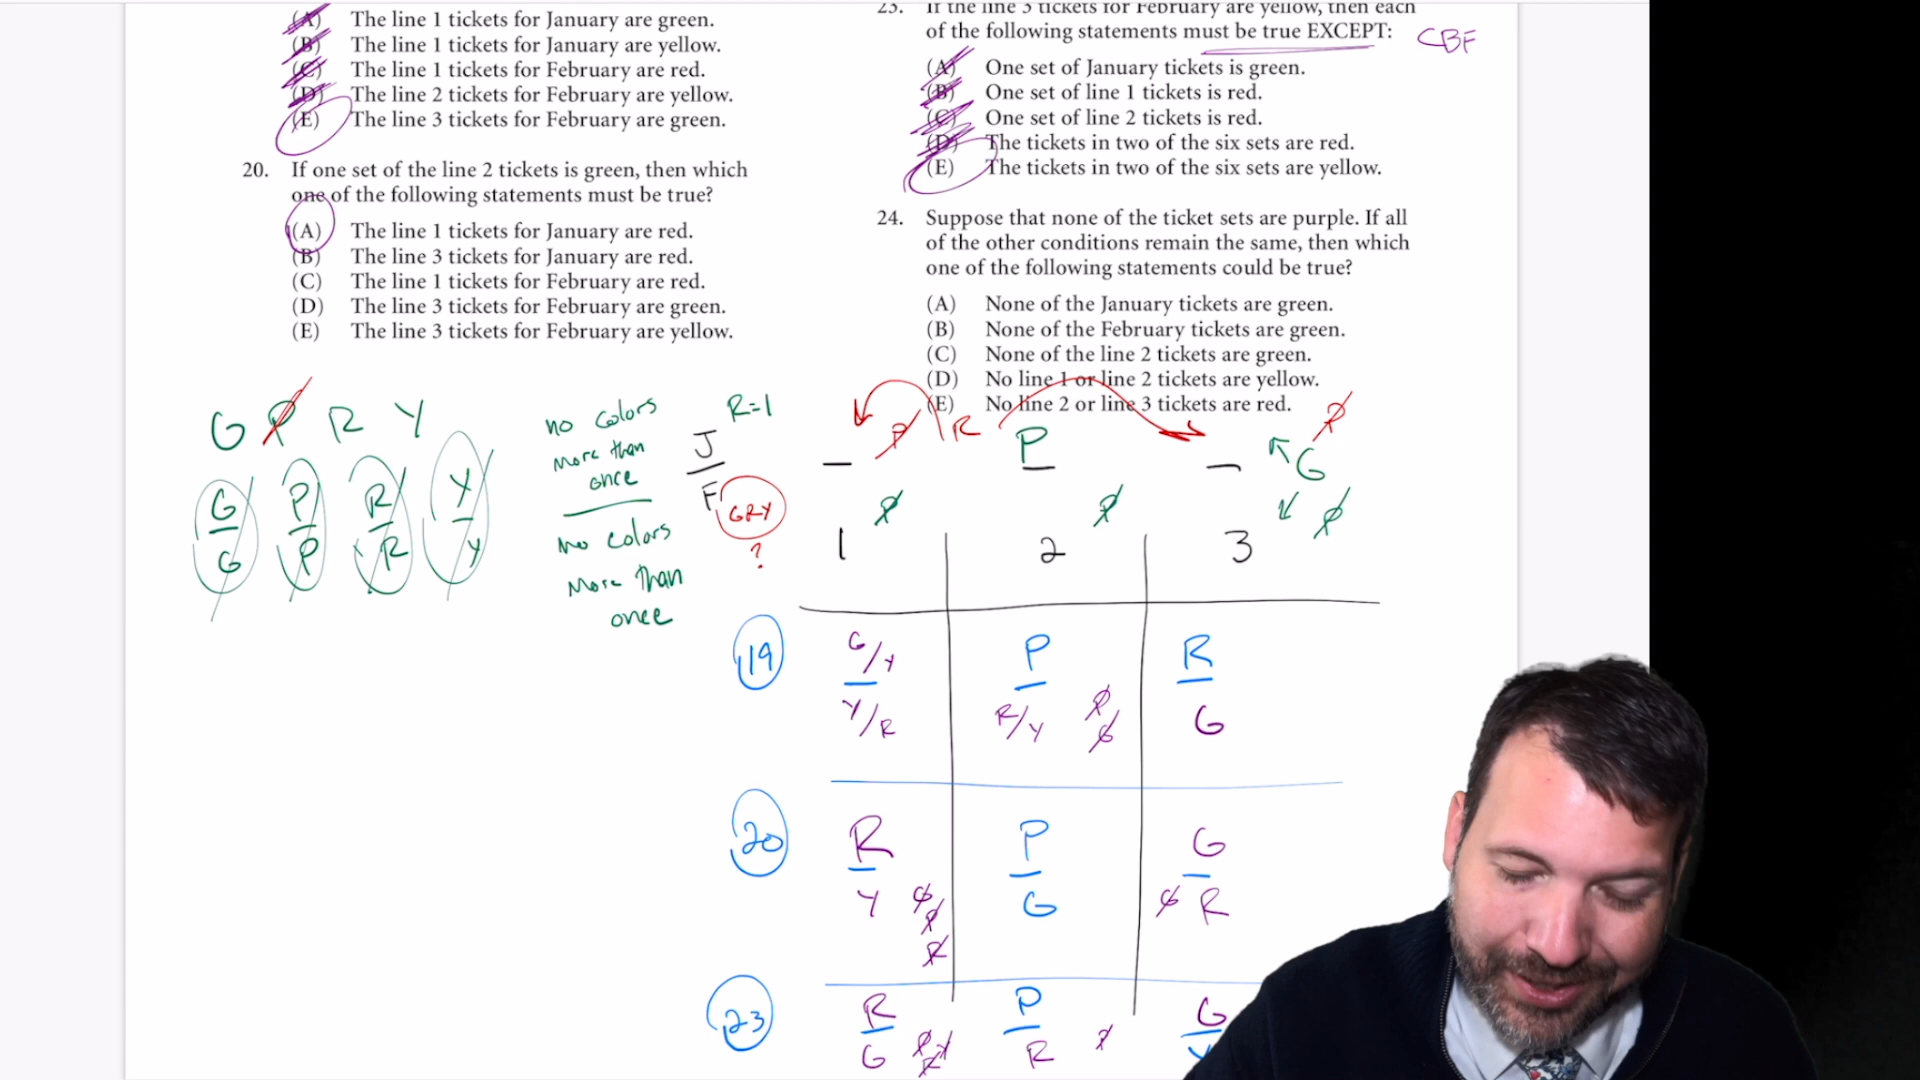 (A) The line 1 tickets for January are green.
(B) The line 1 tickets for January are yellow.
(C) The line 1 tickets for February are red.
(D) The line 2 tickets for February are yellow.
(E) The line 3 tickets for February are green.
20. If one set of the line 2 tickets is green, then which
one of the following statements must be true?
(A) The line 1 tickets for January are red.
(B) The line 3 tickets for January are red.
(C) The line 1 tickets for February are red.
(D) The line 3 tickets for February are green.
(E) The line 3 tickets for February are yellow.
23. If the line 3 tickets for February are yellow, then each
of the following statements must be true EXCEPT:
CBF
(A) One set of January tickets is green.
(B) One set of line 1 tickets is red.
(C) One set of line 2 tickets is red.
(D) The tickets in two of the six sets are red.
(E) The tickets in two of the six sets are yellow.
24. Suppose that none of the ticket sets are purple. If all
of the other conditions remain the same, then which
one of the following statements could be true?
(A) None of the January tickets are green.
(B) None of the February tickets are green.
(C) None of the line 2 tickets are green.
(D) No line 1 or line 2 tickets are yellow.
(E) No line 2 or line 3 tickets are red.
G P R Y
G P R Y
G P R Y
no colors
more than
once
no colors
more than
once
R=1
J
F
GRY
?
P R P G P
P P P
1 2 3
19
G/Y P R
Y/R R/Y P G
G
20
R P G
Y G P R G G R
23
R P G
G P Y R R P Y